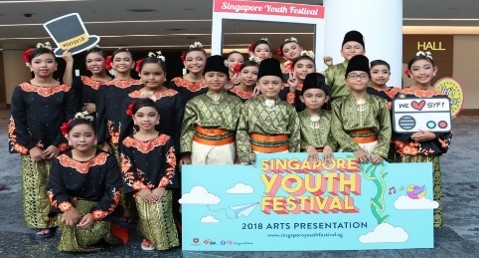 Singapore Youth Festival
HALL
WE SYF!
SINGAPORE
YOUTH
FESTIVAL
2018 ARTS PRESENTATION
www.singaporeyouthfestival.sg